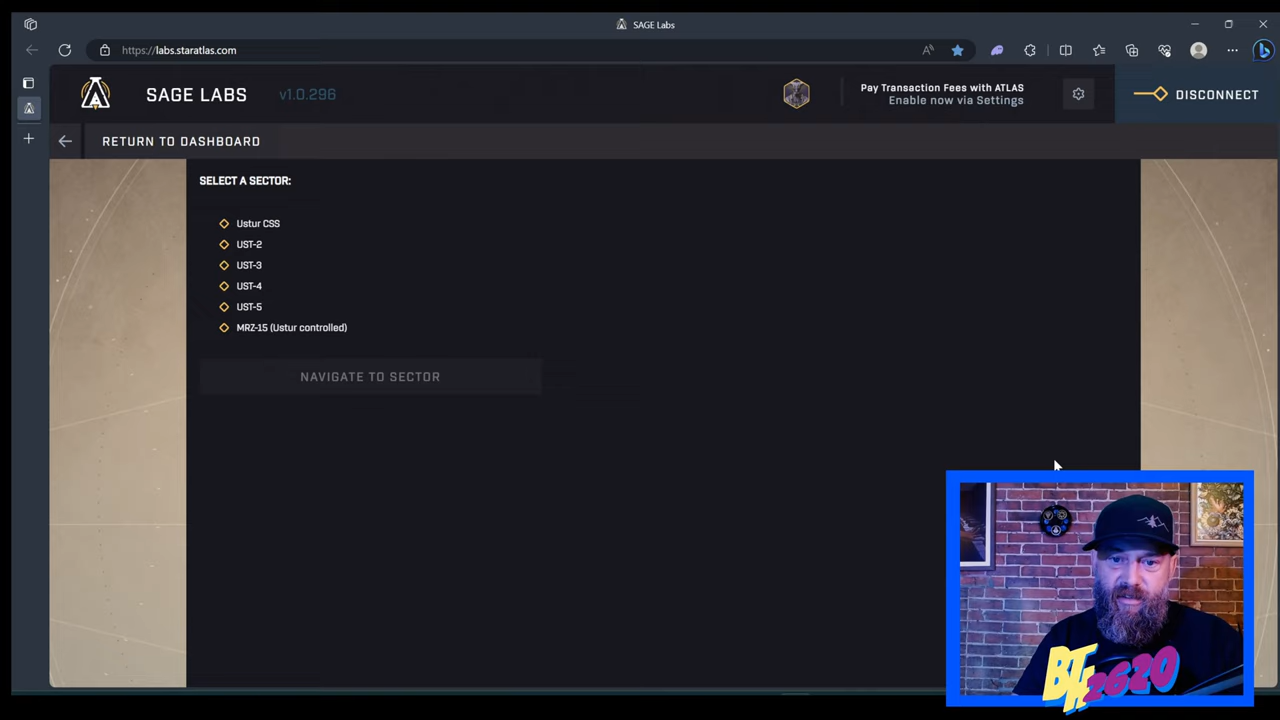 SAGE Labs
https://labs.staratlas.com
SAGE LABS v1.0.296
Pay Transaction Fees with ATLAS
Enable now via Settings
DISCONNECT
RETURN TO DASHBOARD
SELECT A SECTOR:
Ustur CSS
UST-2
UST-3
UST-4
UST-5
MRZ-15 (Ustur controlled)
NAVIGATE TO SECTOR
BTH2620